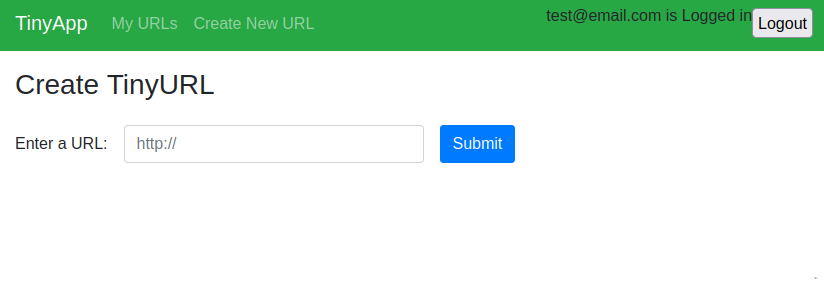 TinyApp My URLs Create New URL test@email.com is Logged in Logout
Create TinyURL
Enter a URL: http:// Submit